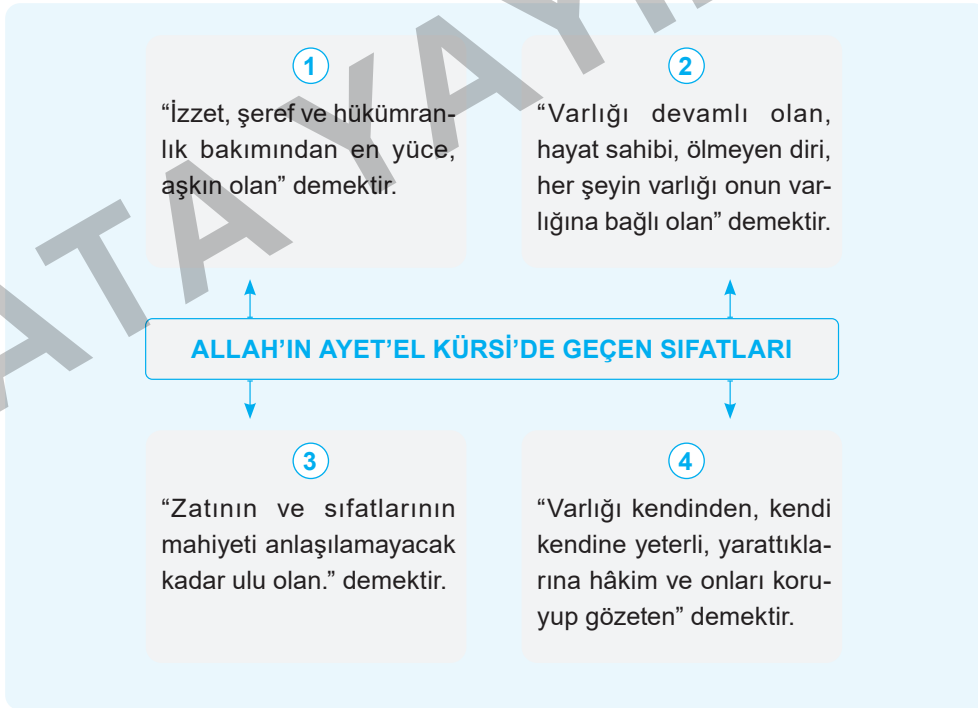 1
“İzzet, şeref ve hükümran-
lık bakımından en yüce,
aşkın olan” demektir.
2
“Varlığı devamlı olan,
hayat sahibi, ölmeyen diri,
her şeyin varlığı onun var-
lığına bağlı olan” demektir.
ALLAH’IN AYET’EL KÜRSİ’DE GEÇEN SIFATLARI
3
“Zatının ve sıfatlarının
mahiyeti anlaşılamayacak
kadar ulu olan.” demektir.
4
“Varlığı kendinden, kendi
kendine yeterli, yarattıkla-
rına hâkim ve onları koru-
yup gözeten” demektir.
ATA YAYI